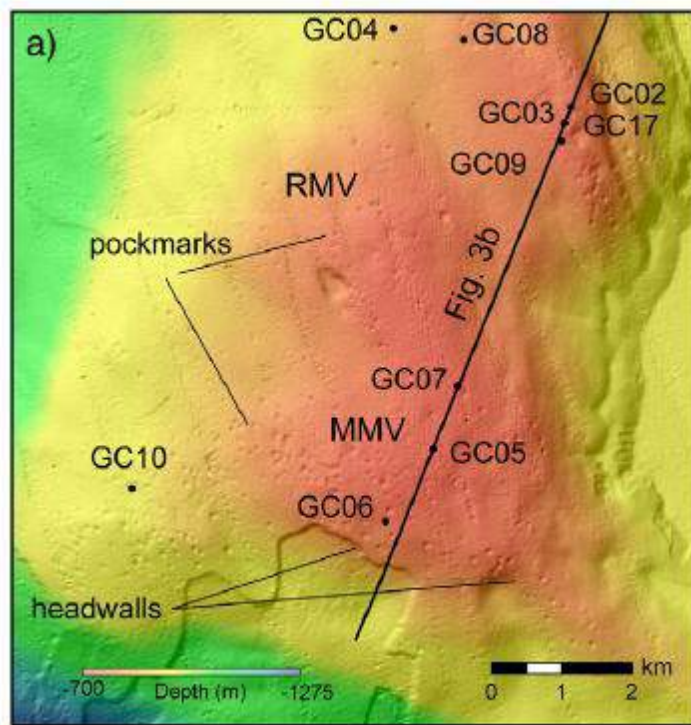 a)
GC04
GC08
GC02
GC03
GC17
GC09
RMV
pockmarks
Fig. 3b
GC07
MMV
GC05
GC10
GC06
headwalls
km
-700 Depth (m) -1275
0 1 2